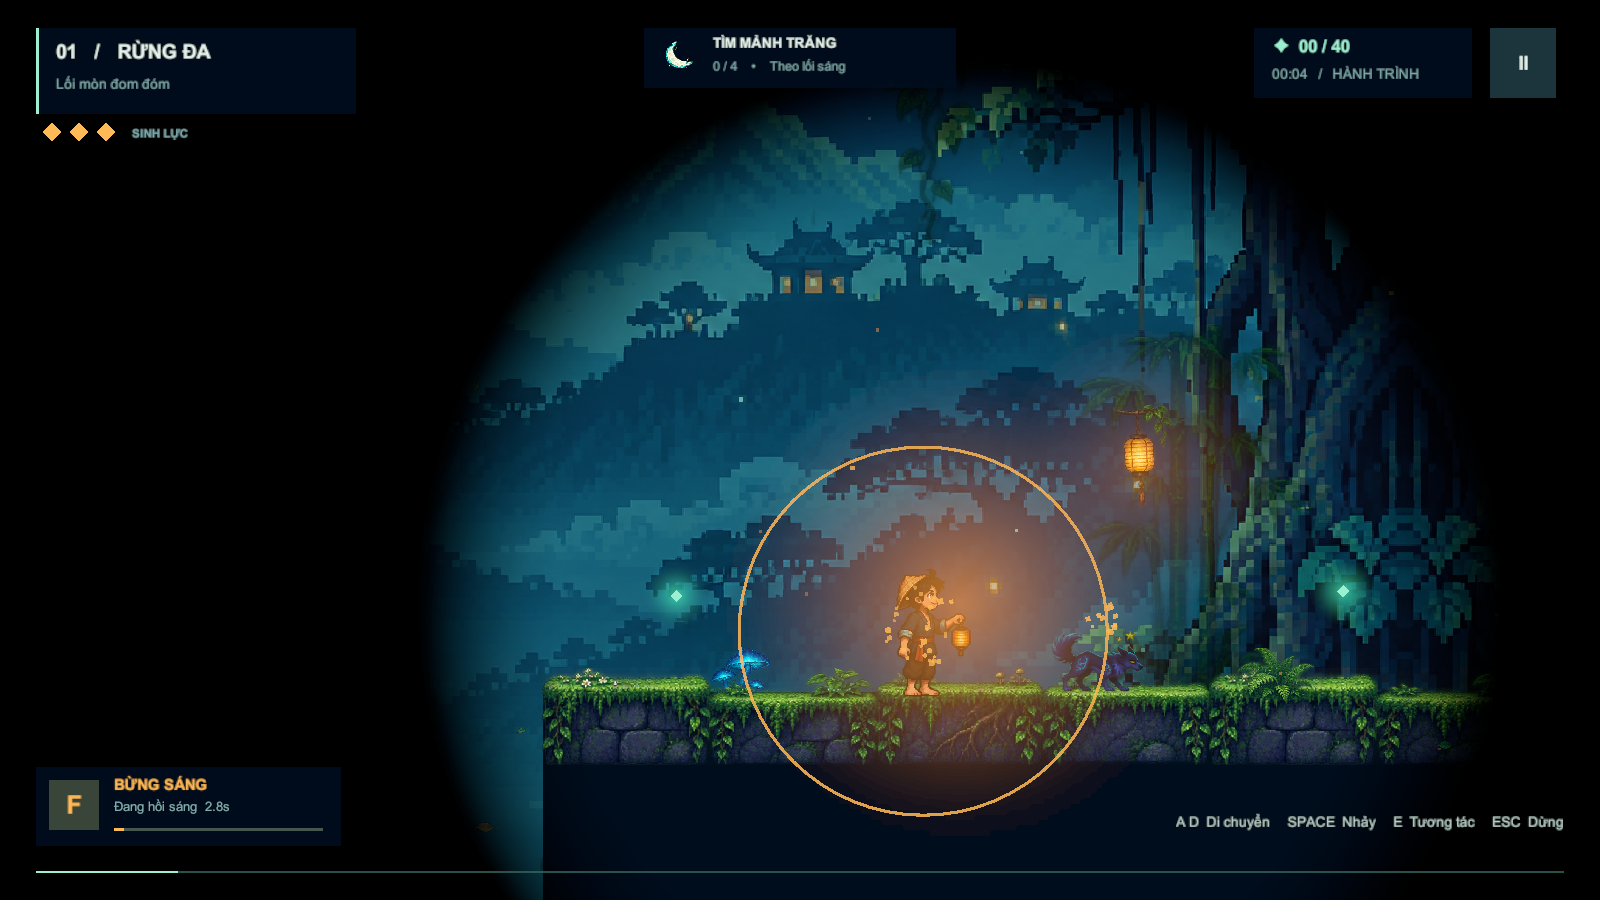 01 / RỪNG ĐA
Lối mòn đom đóm
SINH LỰC
TÌM MẢNH TRĂNG
0 / 4 • Theo lối sáng
00 / 40
00:04 / HÀNH TRÌNH
F
BỪNG SÁNG
Đang hồi sáng 2.8s
A D Di chuyển SPACE Nhảy E Tương tác ESC Dừng